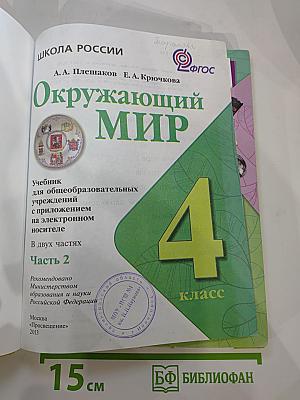 ШКОЛА РОССИИ
ФГОС
А. А. Плешаков Е. А. Крючкова
Окружающий
МИР
Учебник
для общеобразовательных
учреждений
с приложением
на электронном
носителе
В двух частях
Часть 2
4
класс
Рекомендовано
Министерством
образования и науки
Российской Федерации
Москва
«Просвещение»
2013
15 см
БФ БИБЛИОФАН